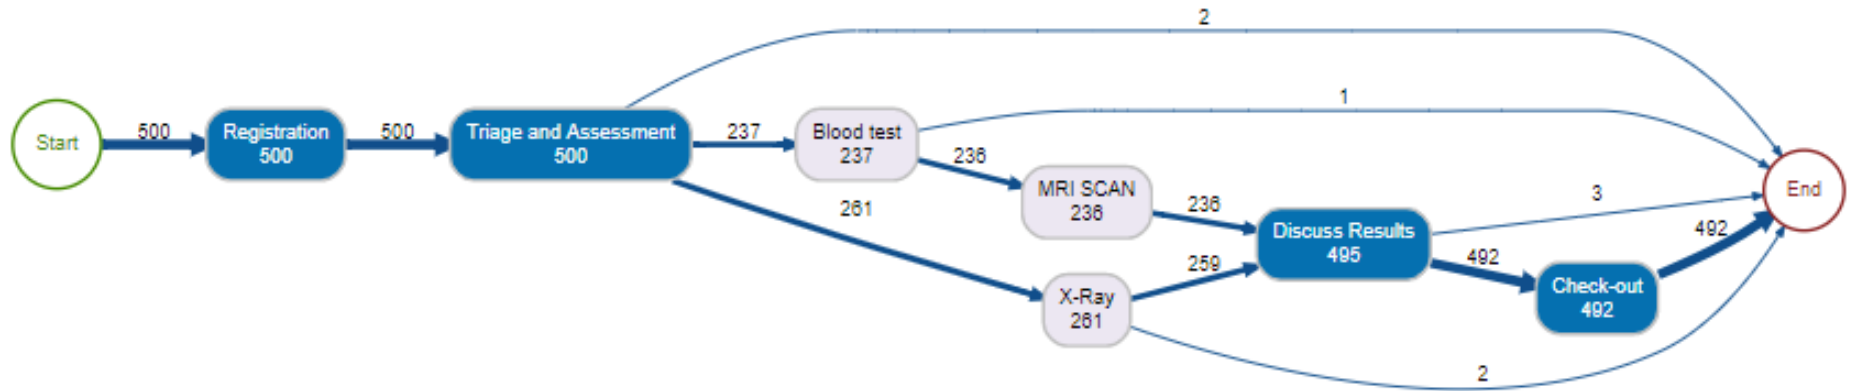 2
1
Start
500
Registration
500
500
Triage and Assessment
500
237
Blood test
237
236
MRI SCAN
236
236
261
X-Ray
261
259
Discuss Results
495
3
492
Check-out
492
492
2
End